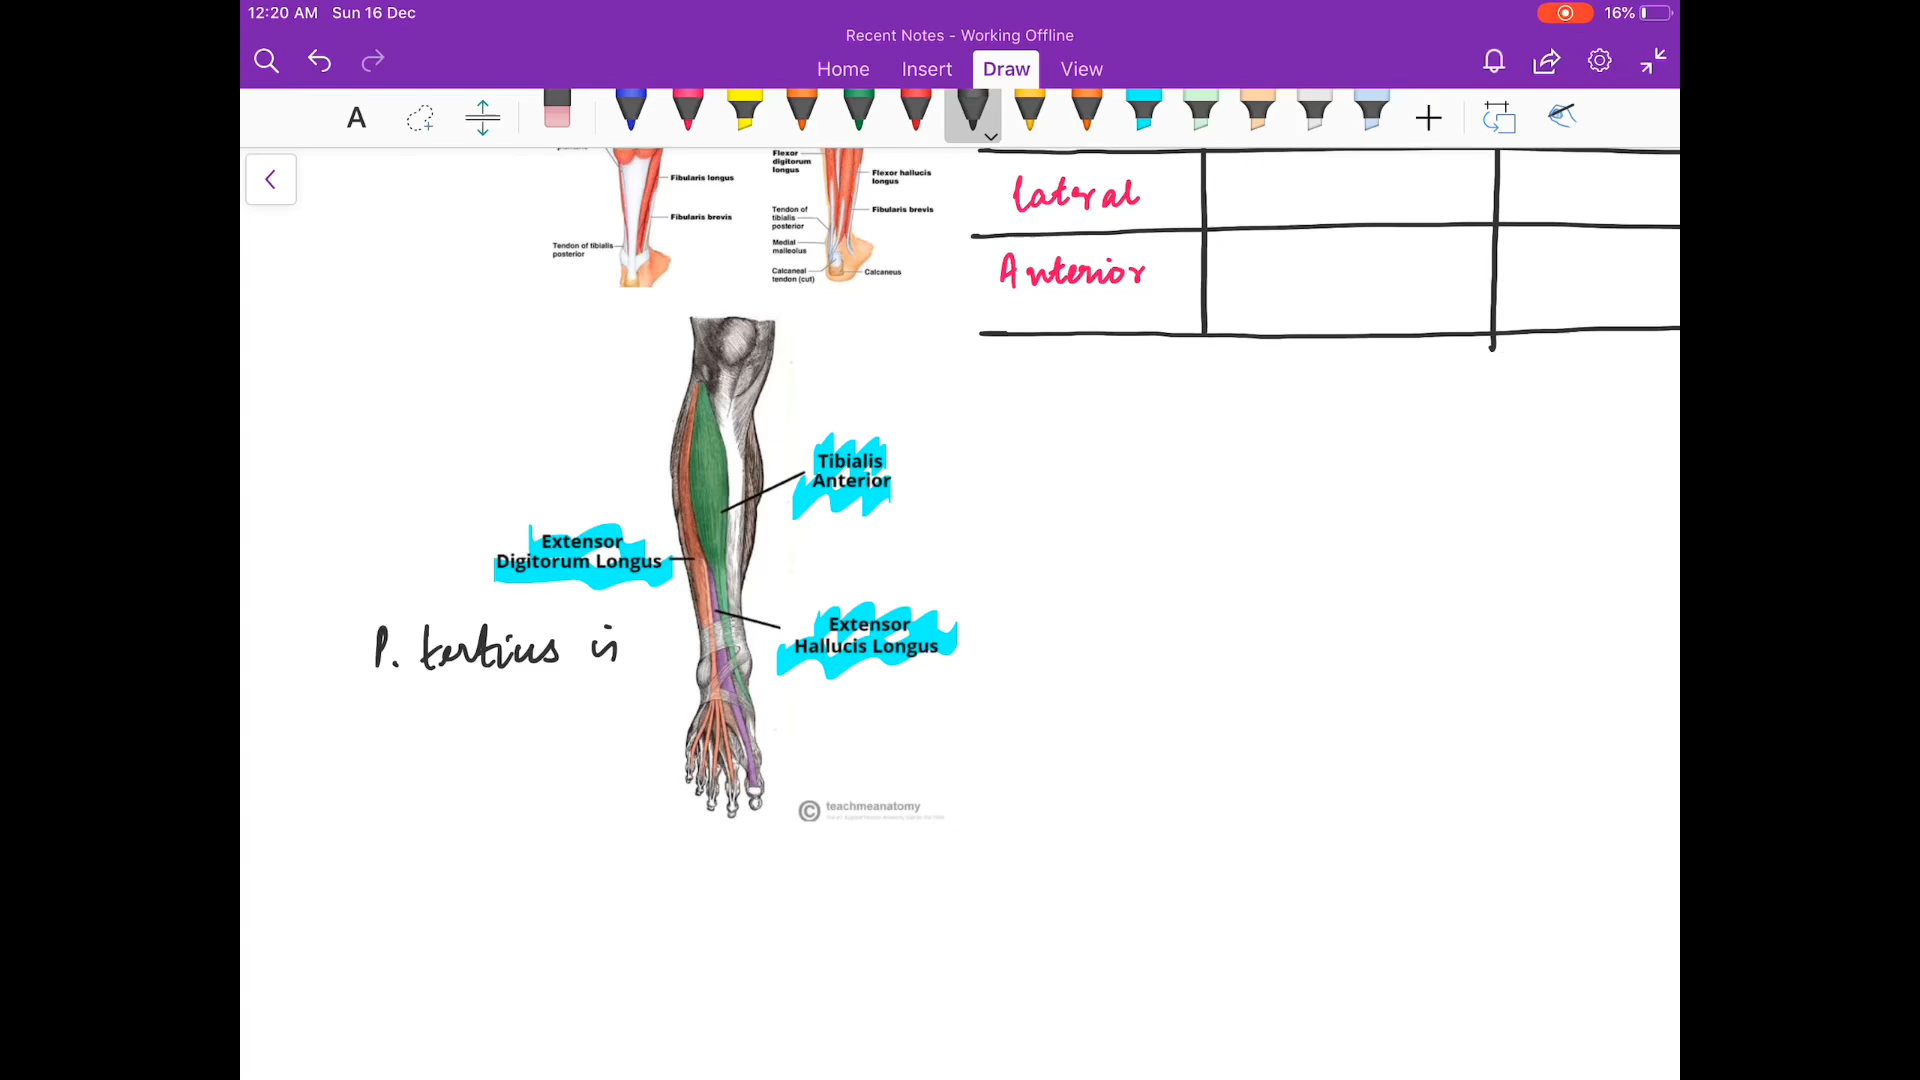 12:20 AM Sun 16 Dec
16%
Recent Notes - Working Offline
Home Insert Draw View
A
Flexor
digitorum
longus
Fibularis longus
Flexor hallucis
longus
Fibularis brevis
Tendon of
tibialis
posterior
Fibularis brevis
Tendon of tibialis
posterior
Medial
malleolus
Calcaneal
tendon (cut)
Calcaneus
Lateral
Anterior
Tibialis
Anterior
Extensor
Digitorum Longus
Extensor
Hallucis Longus
P. tertius is
© teachmeanatomy